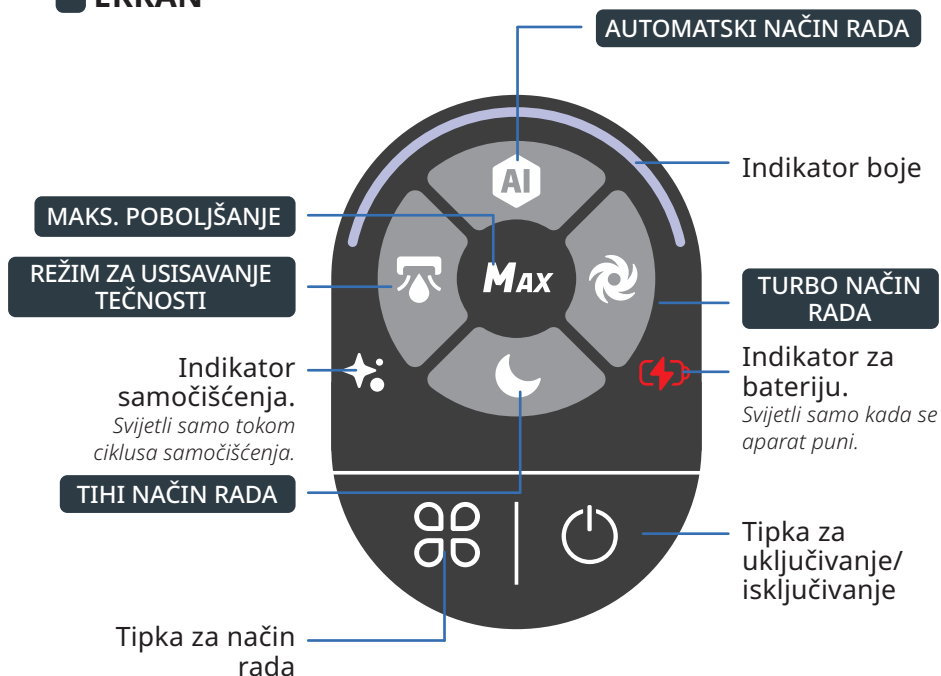 EKRAN
AUTOMATSKI NAČIN RADA
Indikator boje
MAKS. POBOLJŠANJE
REŽIM ZA USISAVANJE
TEČNOSTI
AI
MAX
TURBO NAČIN
RADA
Indikator
samočišćenja.
Svijetli samo tokom
ciklusa samočišćenja.
Indikator za
bateriju.
Svijetli samo kada se
aparat puni.
TIHI NAČIN RADA
Tipka za
uključivanje/
isključivanje
Tipka za način
rada